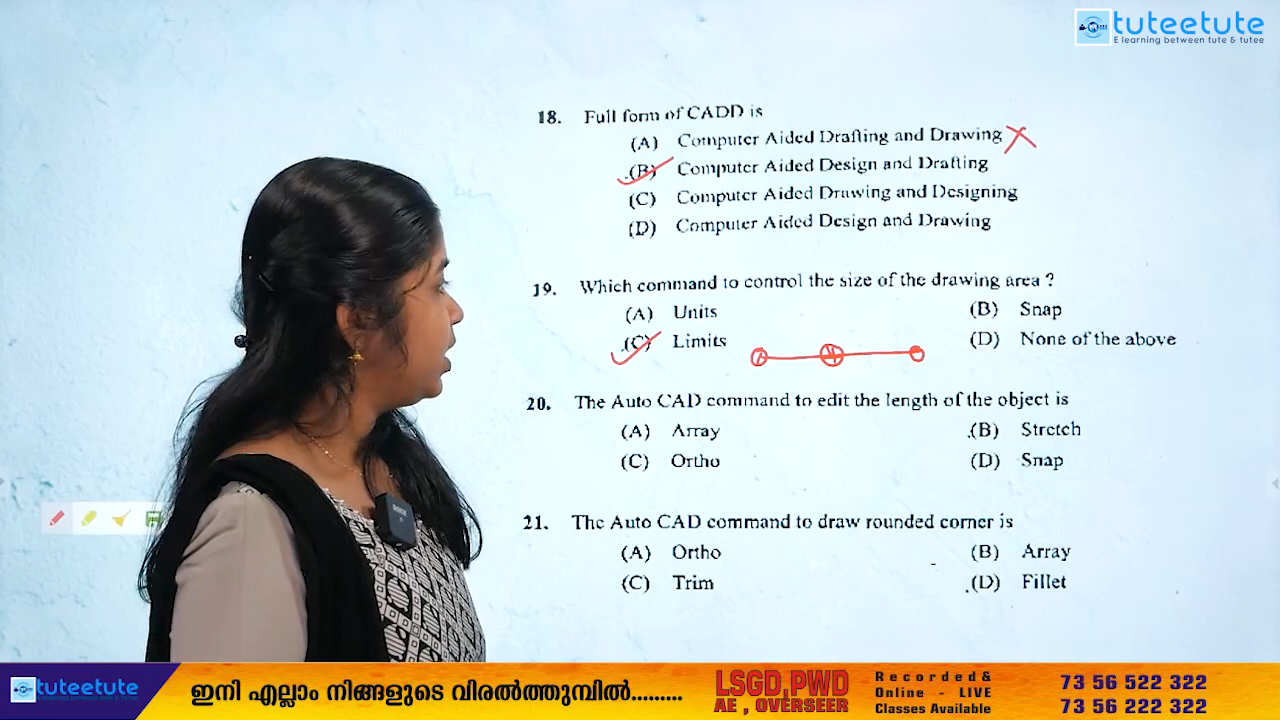 tuteetute
E learning between tute & tutee
18. Full form of CADD is
(A) Computer Aided Drafting and Drawing
(B) Computer Aided Design and Drafting
(C) Computer Aided Drawing and Designing
(D) Computer Aided Design and Drawing
19. Which command to control the size of the drawing area ?
(A) Units (B) Snap
(C) Limits (D) None of the above
20. The Auto CAD command to edit the length of the object is
(A) Array (B) Stretch
(C) Ortho (D) Snap
21. The Auto CAD command to draw rounded corner is
(A) Ortho (B) Array
(C) Trim (D) Fillet
tuteetute
ഇനി എല്ലാം നിങ്ങളുടെ വിരൽത്തുമ്പിൽ.........
LSGD,PWD
AE , OVERSEER
Recorded &
Online - LIVE
Classes Available
73 56 522 322
73 56 222 322